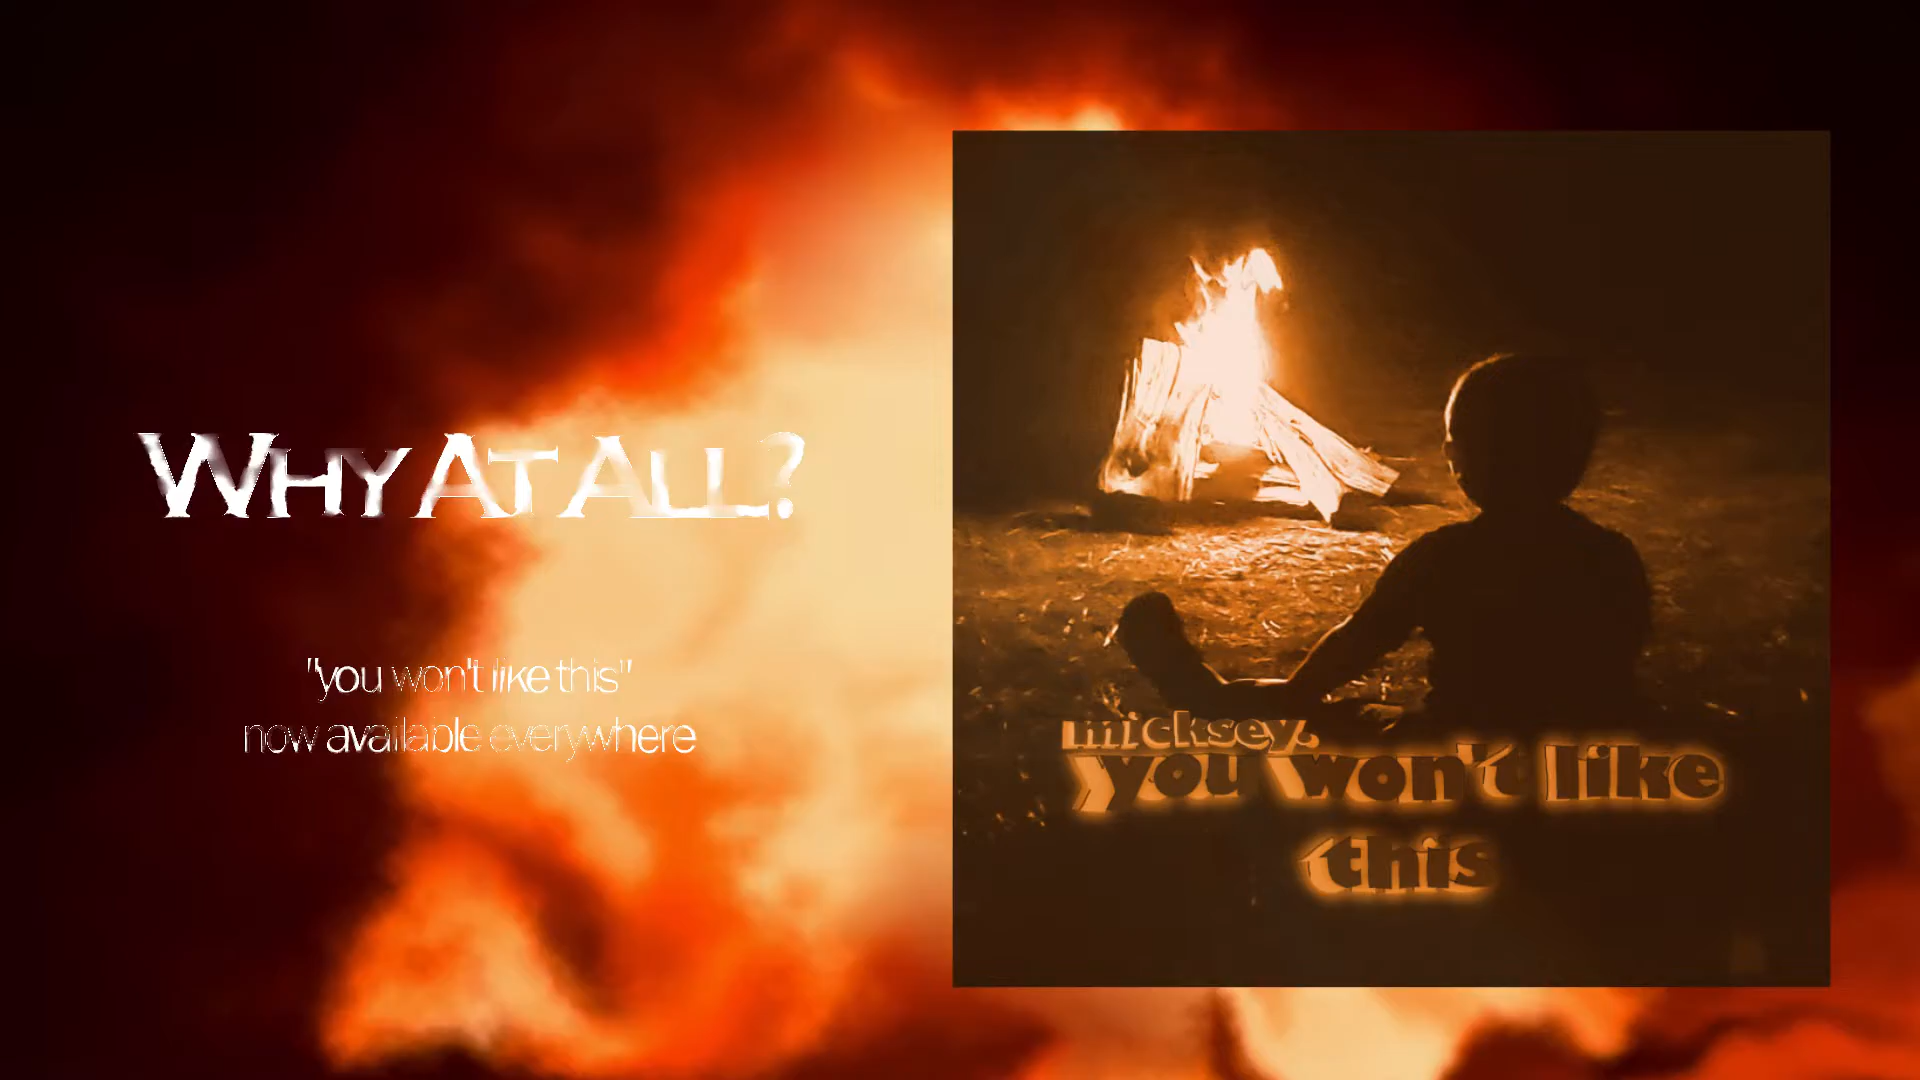 WHY AT ALL?
"you won't like this"
now available everywhere
micksey.
you won't like
this